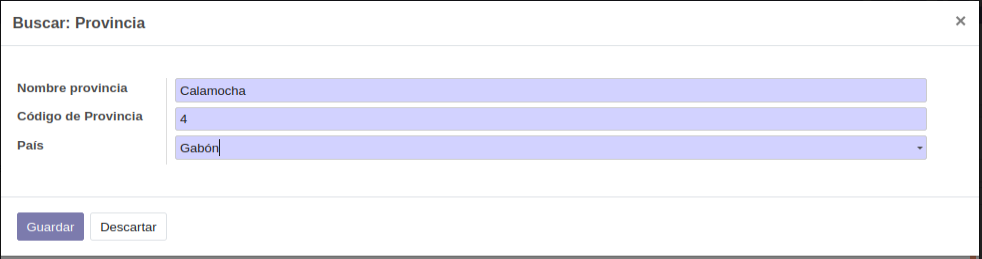 Buscar: Provincia ×
Nombre provincia Calamocha
Código de Provincia 4
País Gabón
Guardar Descartar